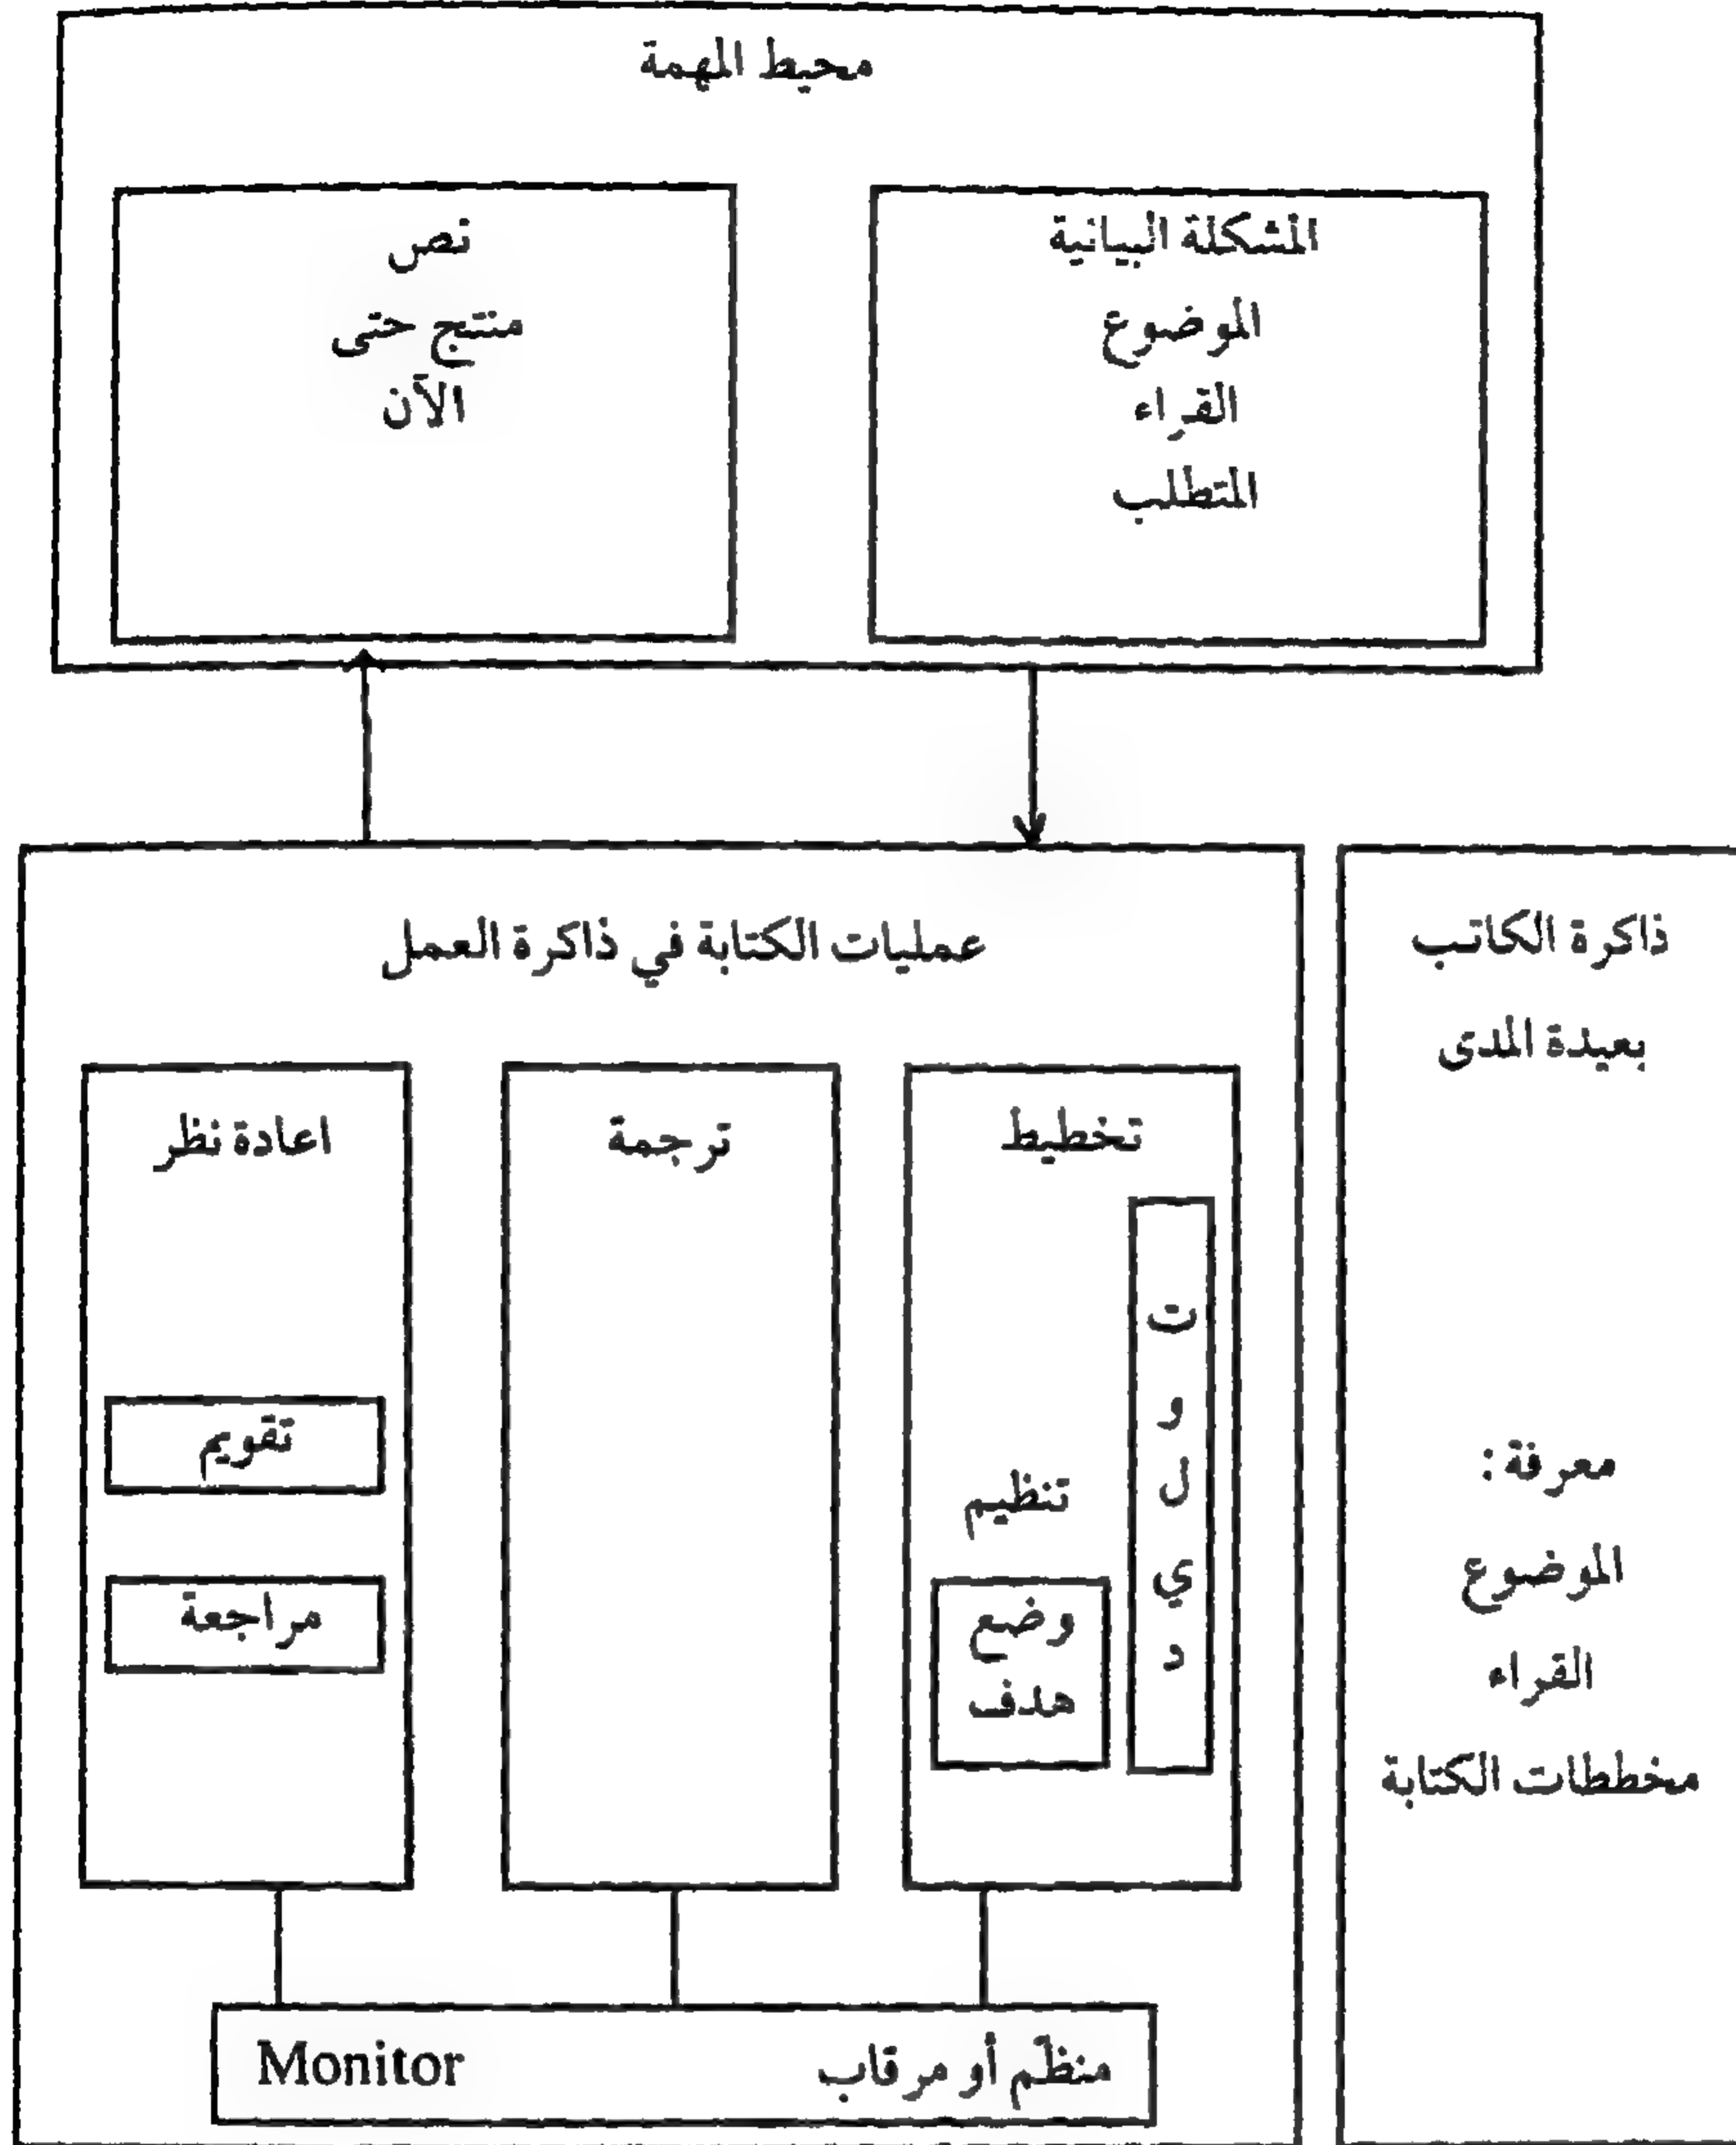 محيط المهمة
المشكلة البيانية
الموضوع
القراء
المتطلب
نص
منتج حتى
الآن
ذاكرة الكاتب
بعيدة المدى
معرفة:
الموضوع
القراء
مخططات الكتابة
عمليات الكتابة في ذاكرة العمل
تخطيط
توليد
تنظيم
وضع
هدف
ترجمة
اعادة نظر
تقويم
مراجعة
منظم أو مرقاب Monitor